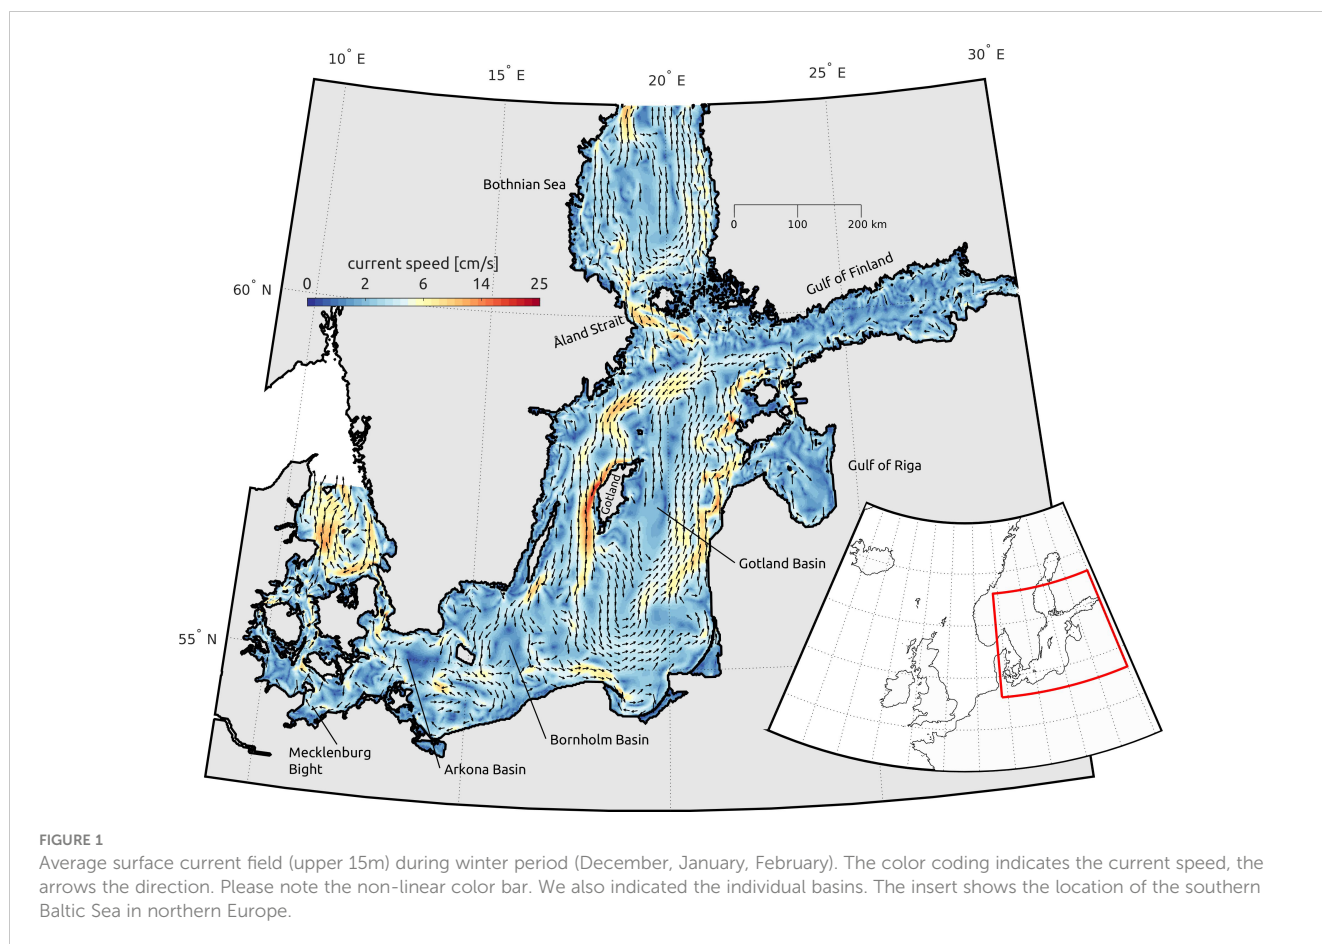 10° E
15° E
20° E
25° E
30° E
Bothnian Sea
0 100 200 km
current speed [cm/s]
0 2 6 14 25
60° N
Gulf of Finland
Åland Strait
Gotland
Gulf of Riga
Gotland Basin
55° N
Bornholm Basin
Mecklenburg
Bight
Arkona Basin
FIGURE 1
Average surface current field (upper 15m) during winter period (December, January, February). The color coding indicates the current speed, the
arrows the direction. Please note the non-linear color bar. We also indicated the individual basins. The insert shows the location of the southern
Baltic Sea in northern Europe.